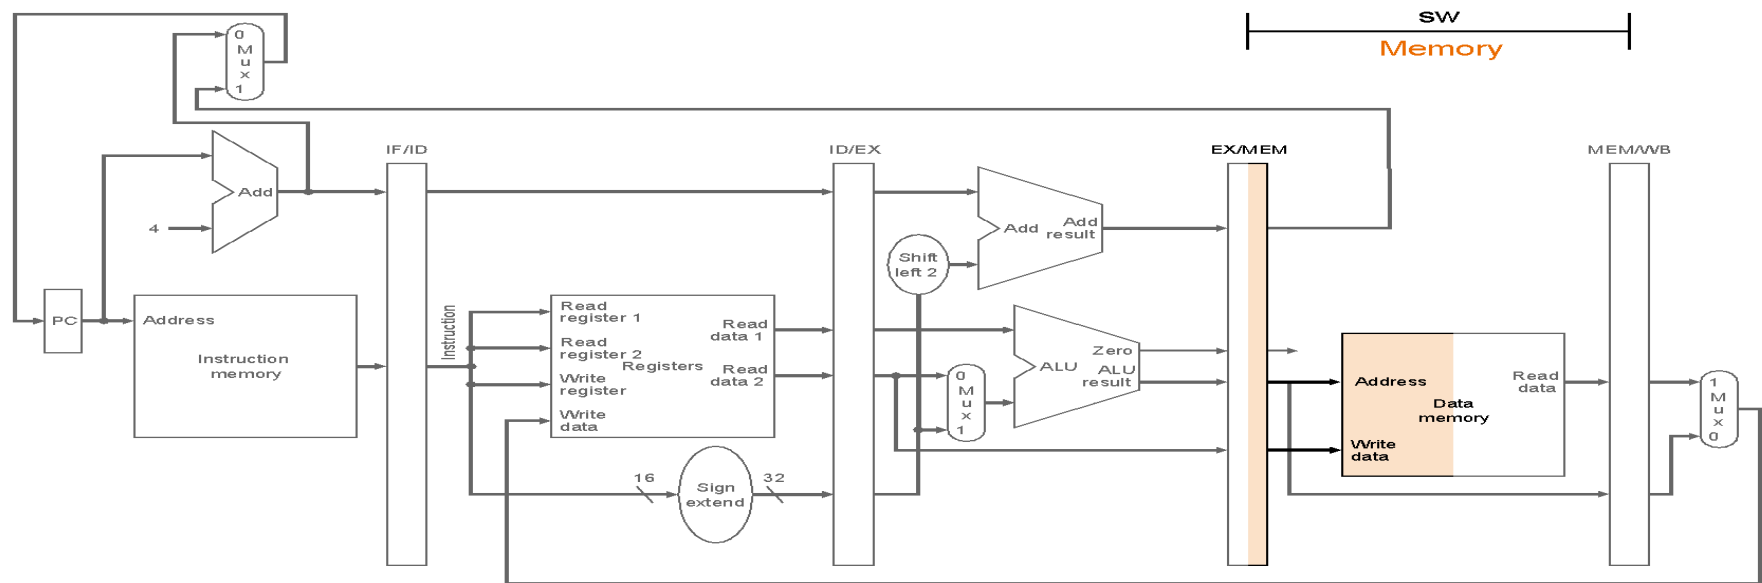 SW
Memory
0
M
u
x
1
IF/ID
ID/EX
EX/MEM
MEM/WB
Add
4
Add
Add
result
Shift
left 2
PC
Address
Instruction
memory
Instruction
Read
register 1
Read
register 2
Write
register
Write
data
Registers
Read
data 1
Read
data 2
16
Sign
extend
32
0
M
u
x
1
Zero
ALU
ALU
result
Address
Write
data
Data
memory
Read
data
1
M
u
x
0